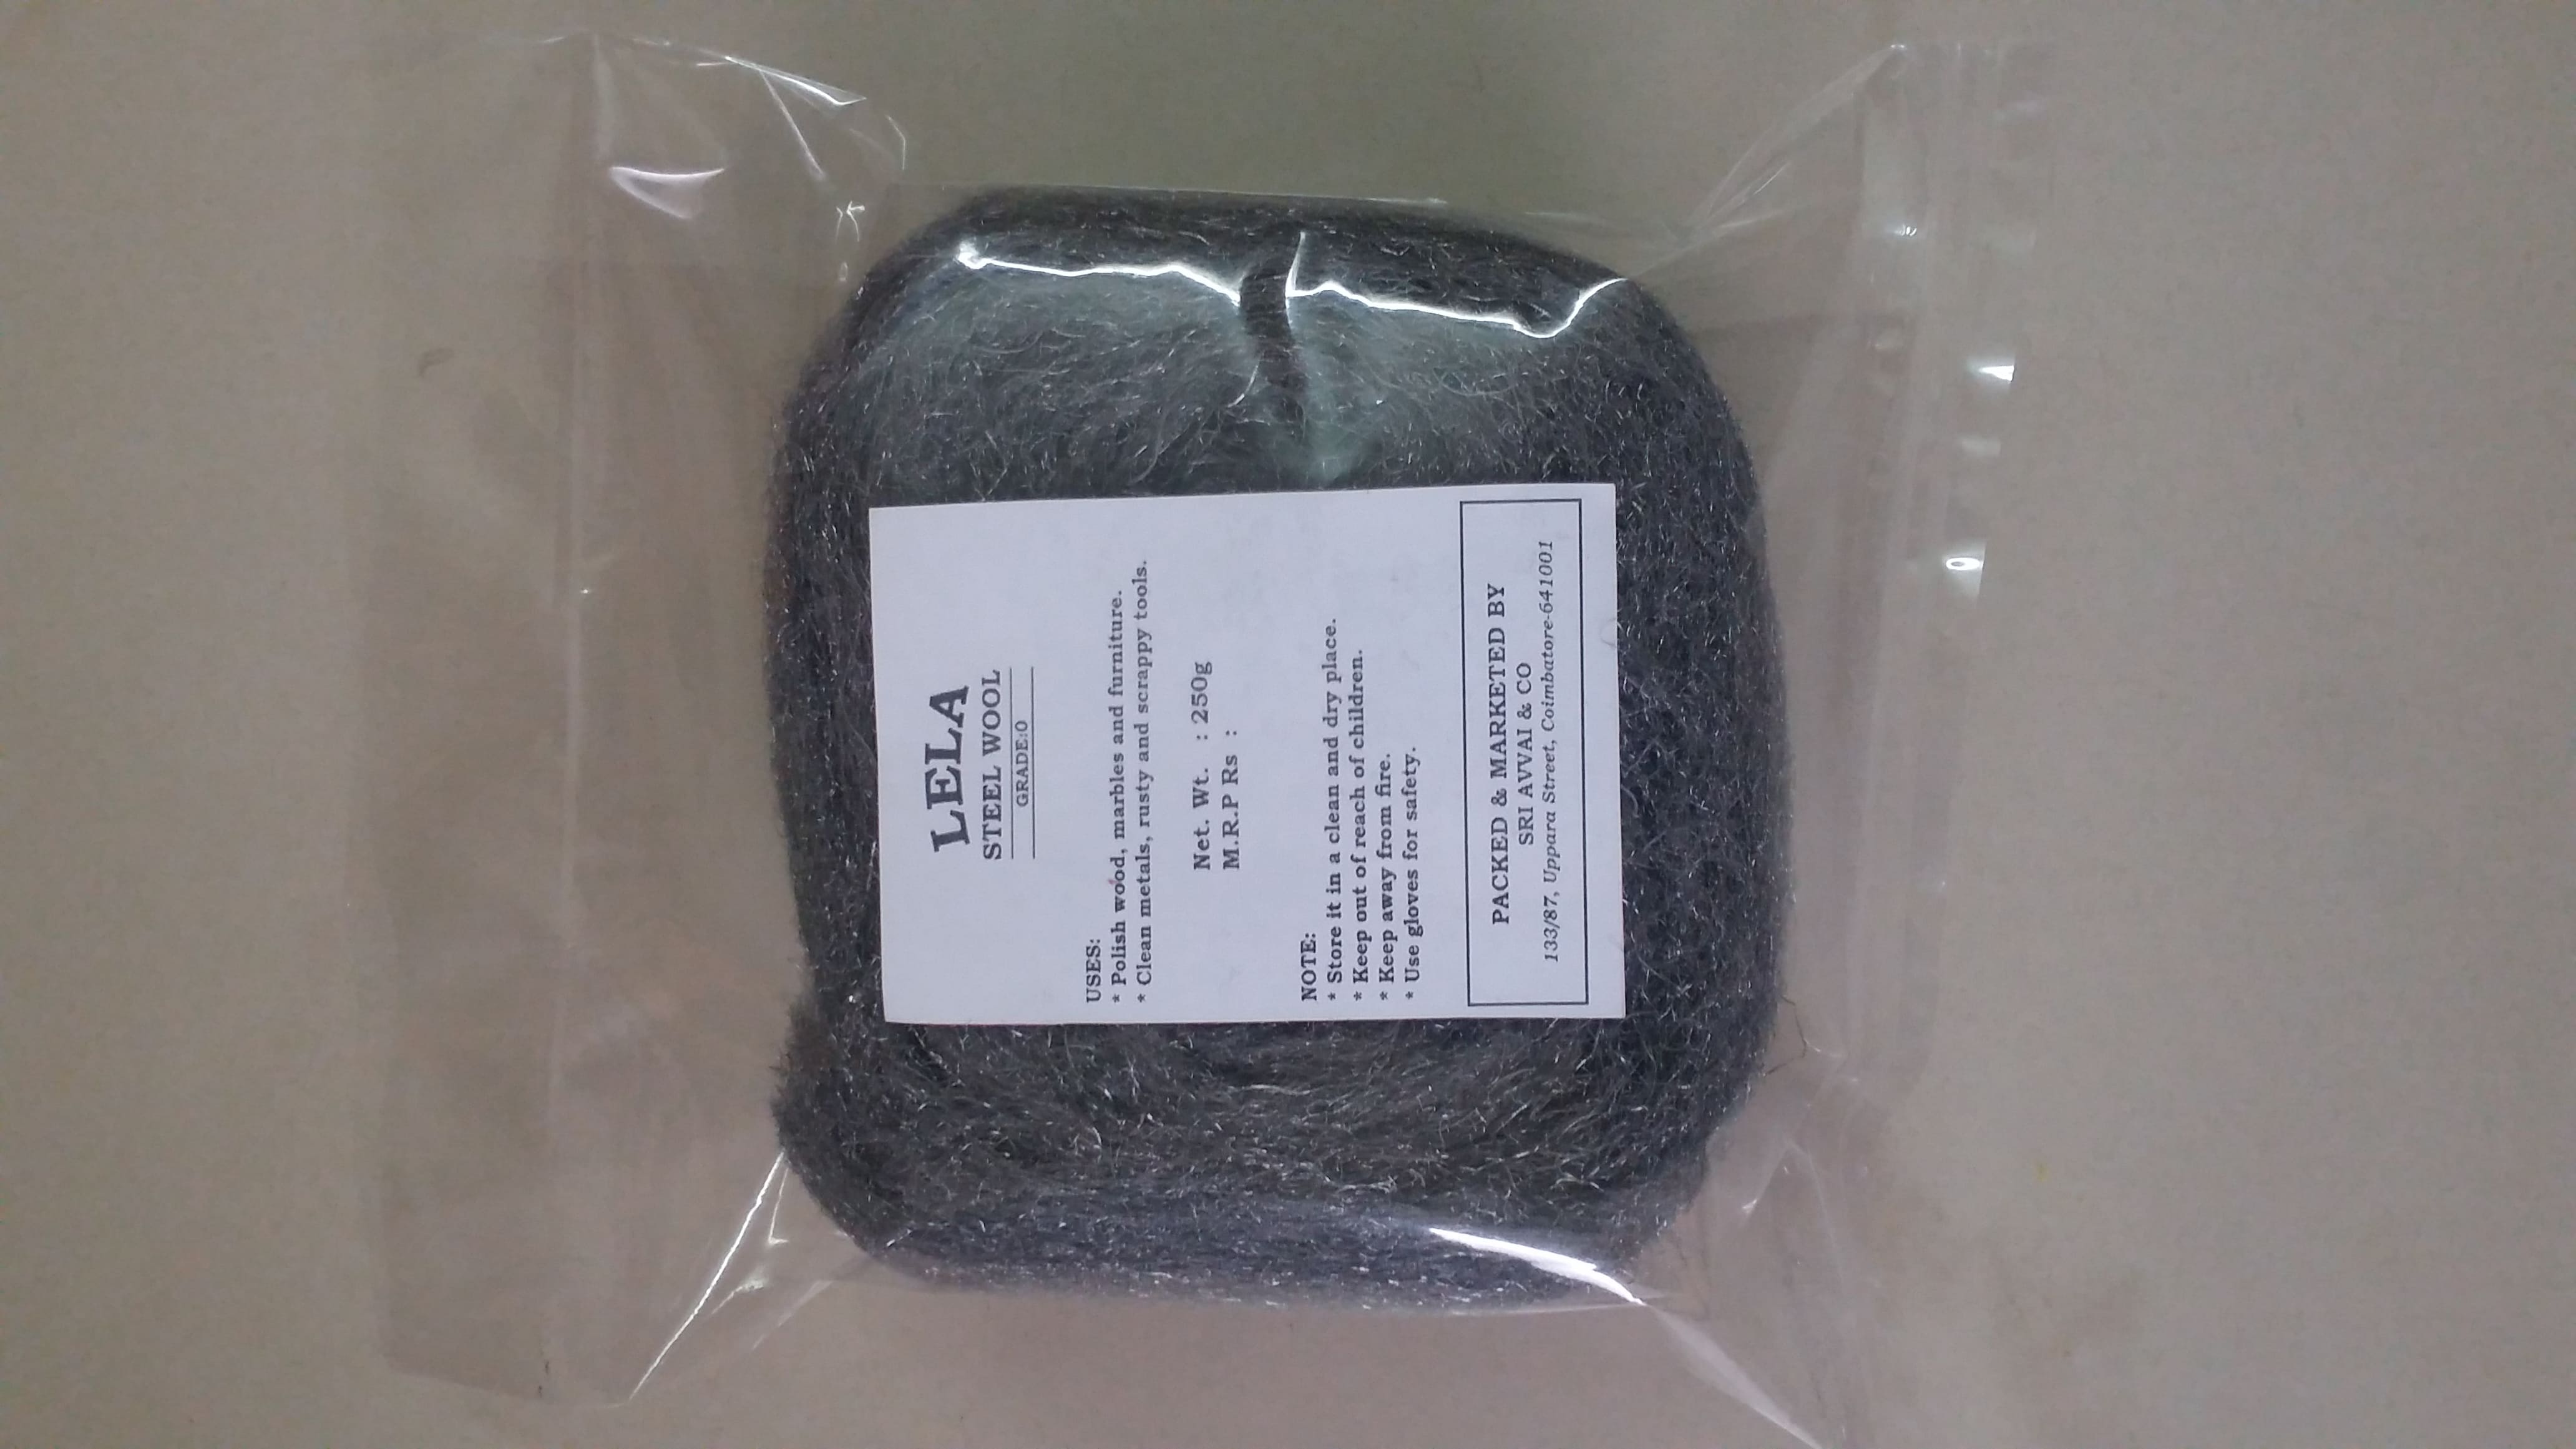 LELA
STEEL WOOL
GRADE:0
USES:
* Polish wood, marbles and furniture.
* Clean metals, rusty and scrappy tools.
Net. Wt. : 250g
M.R.P Rs :
NOTE:
* Store it in a clean and dry place.
* Keep out of reach of children.
* Keep away from fire.
* Use gloves for safety.
PACKED & MARKETED BY
SRI AVVAI & CO
133/87, Uppara Street, Coimbatore-641001